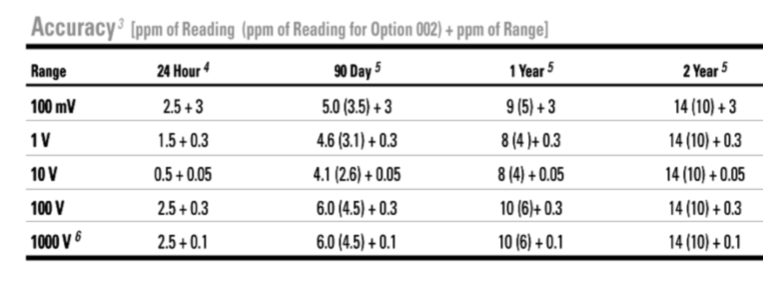 Accuracy³ [ppm of Reading (ppm of Reading for Option 002) + ppm of Range]
Range 24 Hour ⁴ 90 Day ⁵ 1 Year ⁵ 2 Year ⁵
100 mV 2.5 + 3 5.0 (3.5) + 3 9 (5) + 3 14 (10) + 3
1 V 1.5 + 0.3 4.6 (3.1) + 0.3 8 (4 )+ 0.3 14 (10) + 0.3
10 V 0.5 + 0.05 4.1 (2.6) + 0.05 8 (4) + 0.05 14 (10) + 0.05
100 V 2.5 + 0.3 6.0 (4.5) + 0.3 10 (6)+ 0.3 14 (10) + 0.3
1000 V ⁶ 2.5 + 0.1 6.0 (4.5) + 0.1 10 (6) + 0.1 14 (10) + 0.1